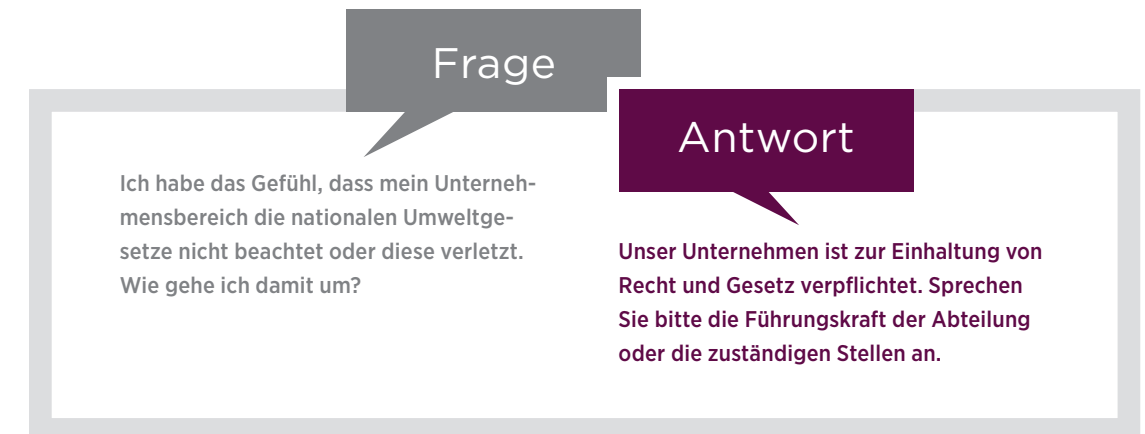 Frage
Ich habe das Gefühl, dass mein Unterneh-
mensbereich die nationalen Umweltge-
setze nicht beachtet oder diese verletzt.
Wie gehe ich damit um?
Antwort
Unser Unternehmen ist zur Einhaltung von
Recht und Gesetz verpflichtet. Sprechen
Sie bitte die Führungskraft der Abteilung
oder die zuständigen Stellen an.